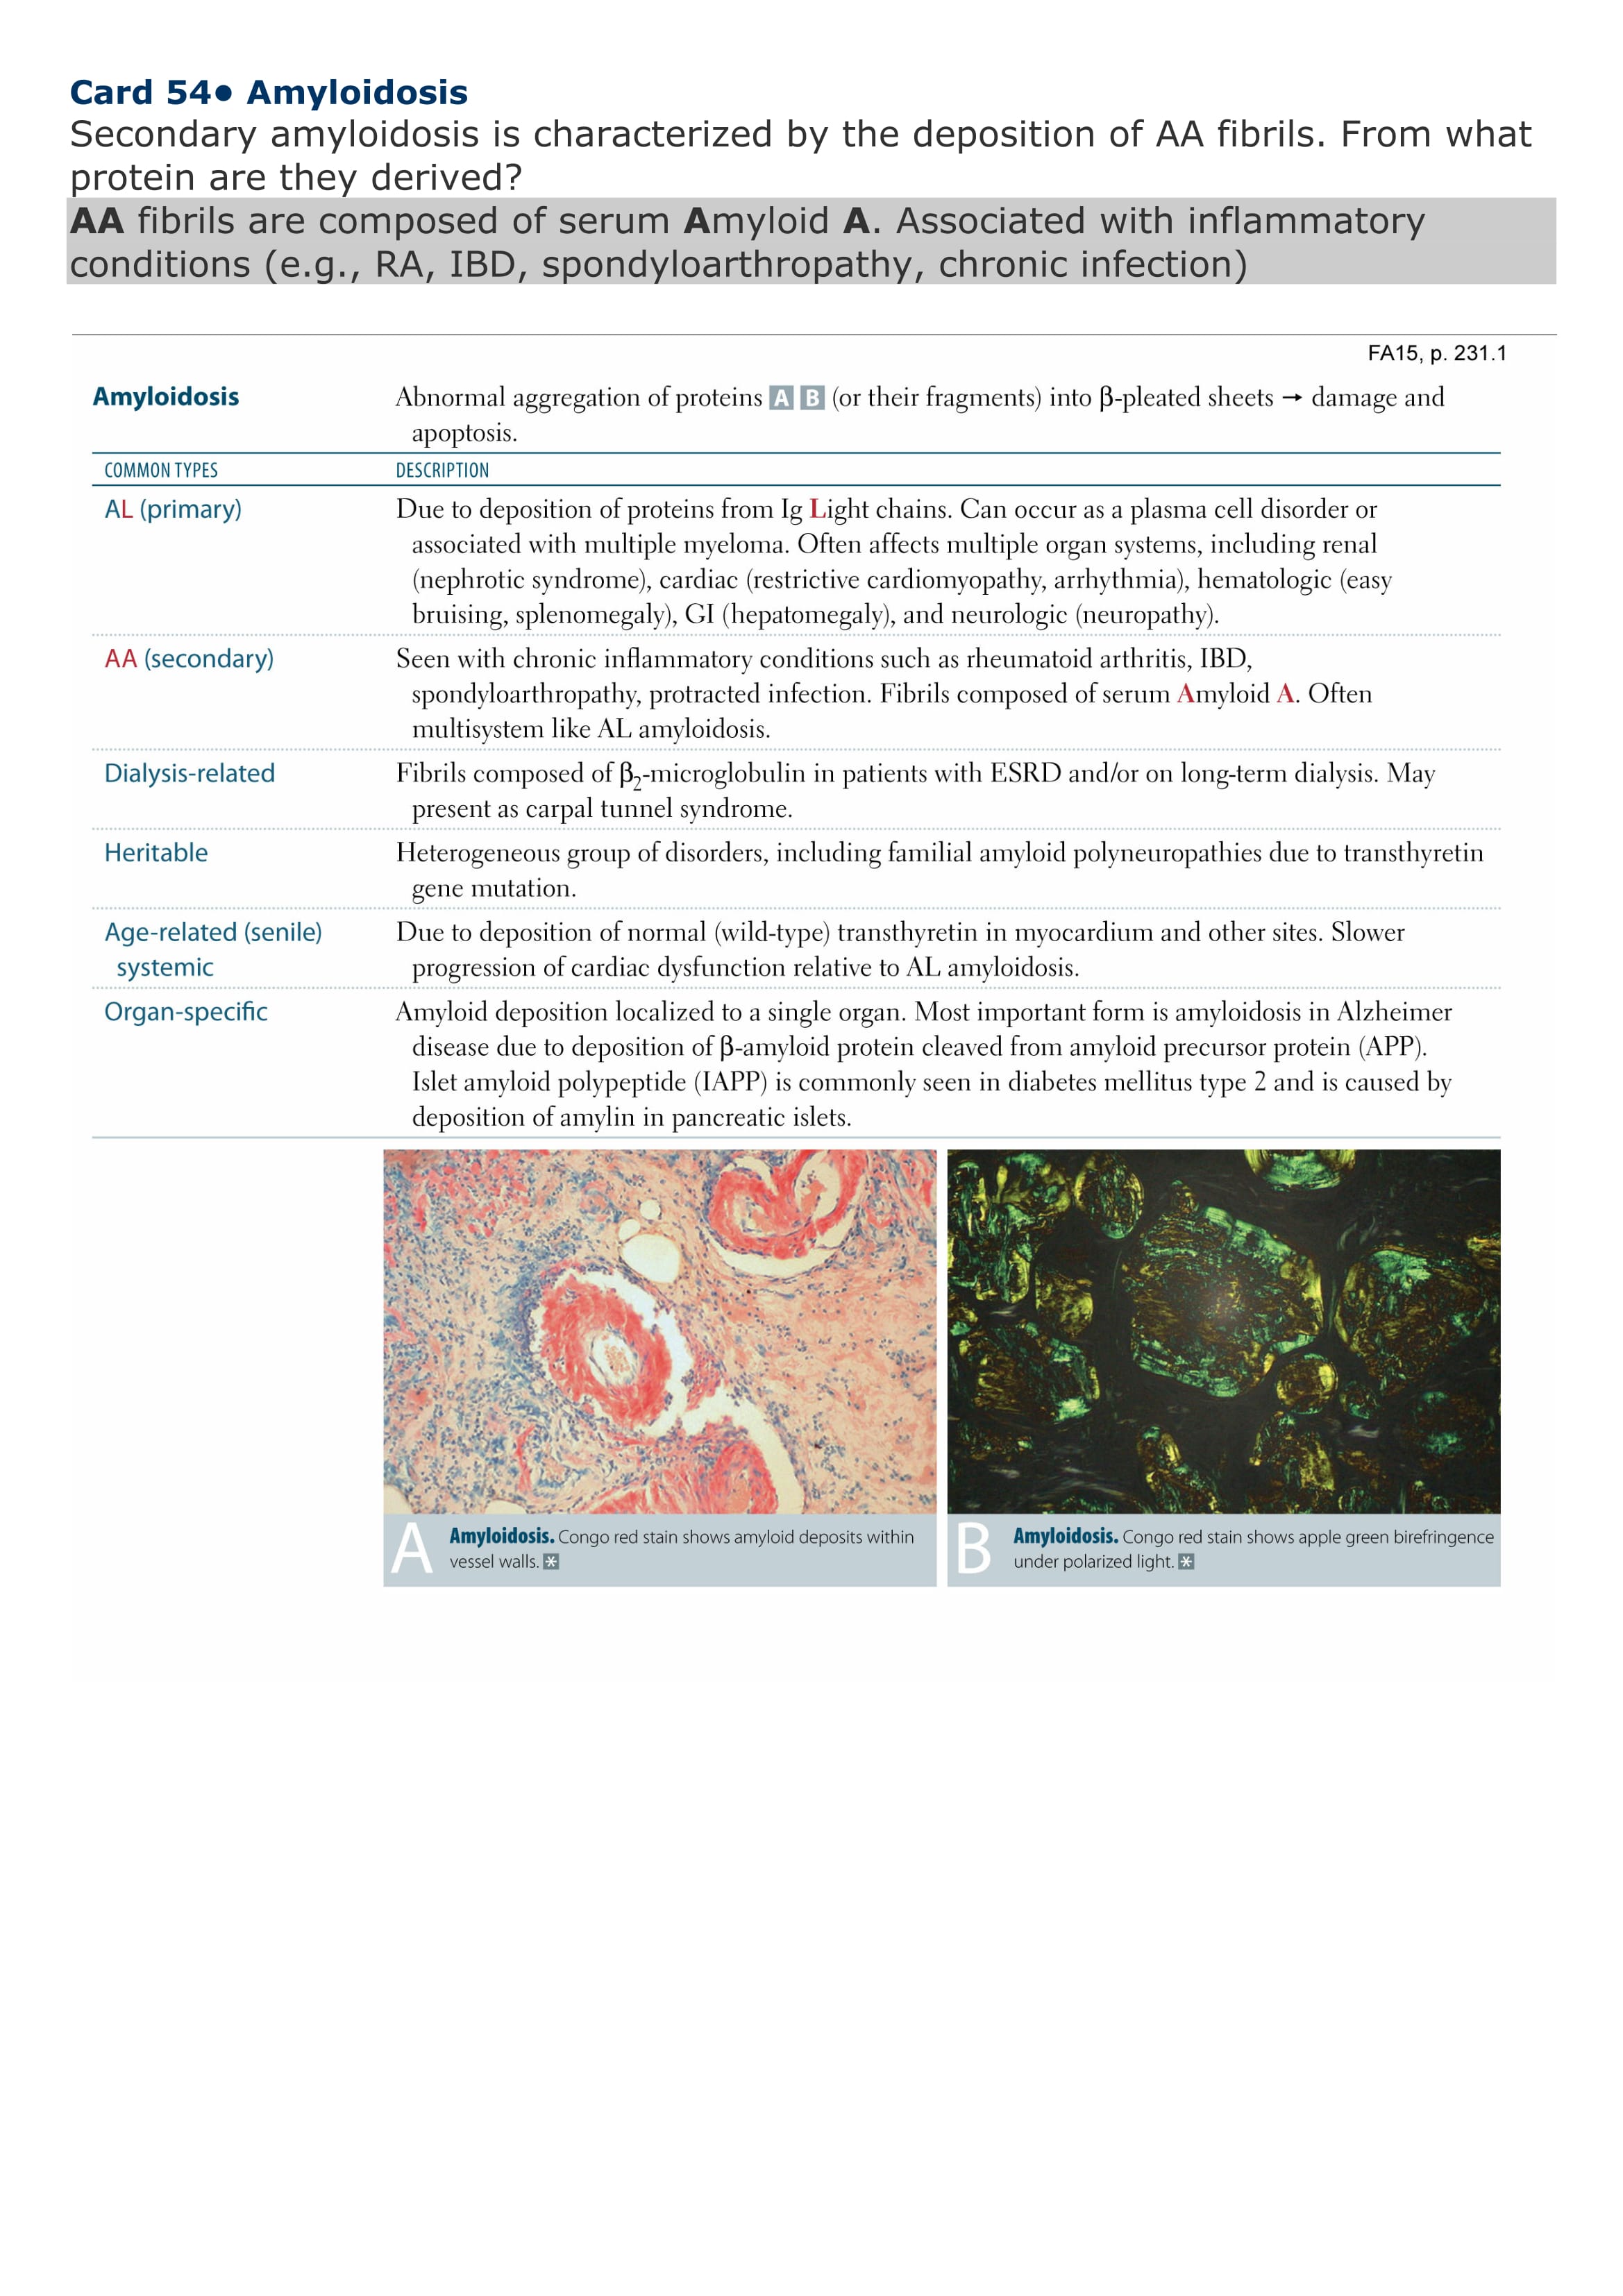 Card 54● Amyloidosis
Secondary amyloidosis is characterized by the deposition of AA fibrils. From what
protein are they derived?
AA fibrils are composed of serum Amyloid A. Associated with inflammatory
conditions (e.g., RA, IBD, spondyloarthropathy, chronic infection)
FA15, p. 231.1
Amyloidosis Abnormal aggregation of proteins A B (or their fragments) into β-pleated sheets → damage and
apoptosis.
COMMON TYPES DESCRIPTION
AL (primary) Due to deposition of proteins from Ig Light chains. Can occur as a plasma cell disorder or
associated with multiple myeloma. Often affects multiple organ systems, including renal
(nephrotic syndrome), cardiac (restrictive cardiomyopathy, arrhythmia), hematologic (easy
bruising, splenomegaly), GI (hepatomegaly), and neurologic (neuropathy).
AA (secondary) Seen with chronic inflammatory conditions such as rheumatoid arthritis, IBD,
spondyloarthropathy, protracted infection. Fibrils composed of serum Amyloid A. Often
multisystem like AL amyloidosis.
Dialysis-related Fibrils composed of β₂-microglobulin in patients with ESRD and/or on long-term dialysis. May
present as carpal tunnel syndrome.
Heritable Heterogeneous group of disorders, including familial amyloid polyneuropathies due to transthyretin
gene mutation.
Age-related (senile) Due to deposition of normal (wild-type) transthyretin in myocardium and other sites. Slower
systemic progression of cardiac dysfunction relative to AL amyloidosis.
Organ-specific Amyloid deposition localized to a single organ. Most important form is amyloidosis in Alzheimer
disease due to deposition of β-amyloid protein cleaved from amyloid precursor protein (APP).
Islet amyloid polypeptide (IAPP) is commonly seen in diabetes mellitus type 2 and is caused by
deposition of amylin in pancreatic islets.
A Amyloidosis. Congo red stain shows amyloid deposits within
vessel walls. *
B Amyloidosis. Congo red stain shows apple green birefringence
under polarized light. *